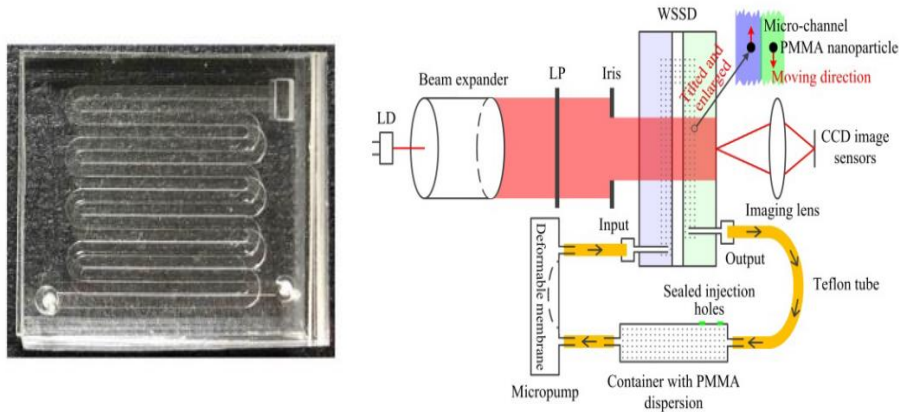 WSSD
Micro-channel
PMMA nanoparticle
Moving direction
Tilted and
enlarged
Beam expander
LP
Iris
LD
CCD image
sensors
Imaging lens
Input
Output
Deformable membrane
Teflon tube
Sealed injection
holes
Micropump
Container with PMMA
dispersion